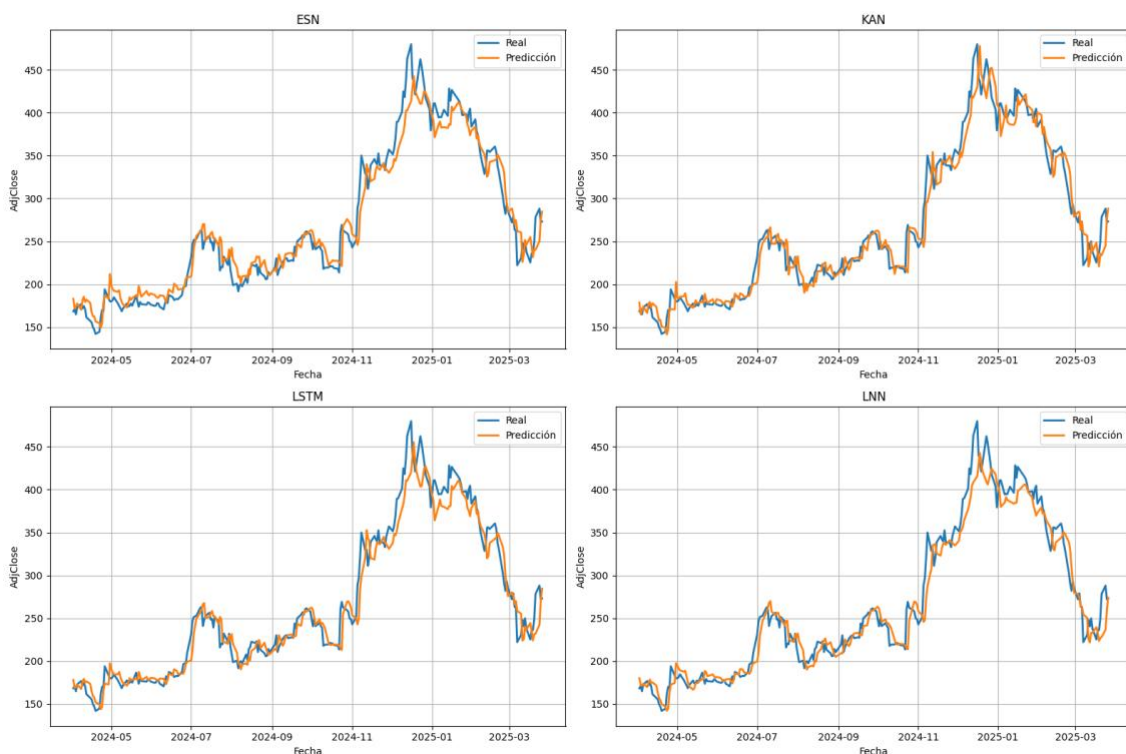 ESN
Real
Predicción
450
400
350
300
250
200
150
AdjClose
2024-05
2024-07
2024-09
2024-11
2025-01
2025-03
Fecha
KAN
Real
Predicción
450
400
350
300
250
200
150
AdjClose
2024-05
2024-07
2024-09
2024-11
2025-01
2025-03
Fecha
LSTM
Real
Predicción
450
400
350
300
250
200
150
AdjClose
2024-05
2024-07
2024-09
2024-11
2025-01
2025-03
Fecha
LNN
Real
Predicción
450
400
350
300
250
200
150
AdjClose
2024-05
2024-07
2024-09
2024-11
2025-01
2025-03
Fecha